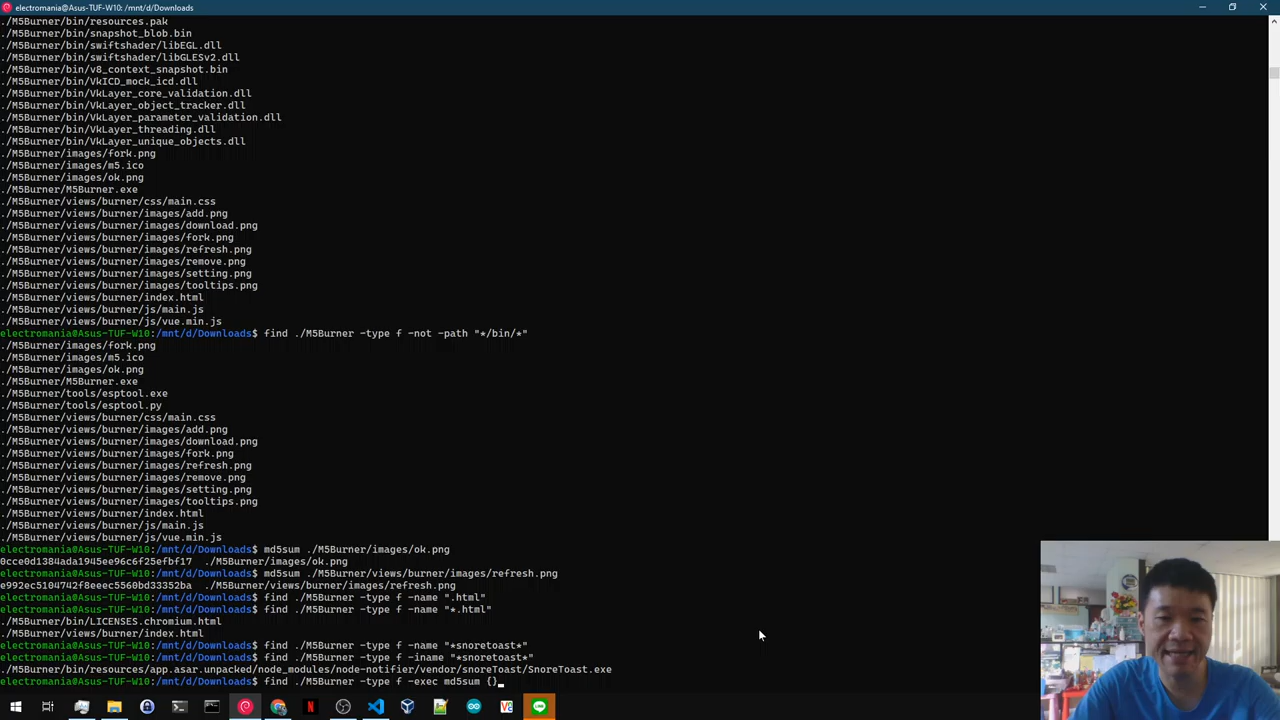 electromania@Asus-TUF-W10: /mnt/d/Downloads
./M5Burner/bin/resources.pak
./M5Burner/bin/snapshot_blob.bin
./M5Burner/bin/swiftshader/libEGL.dll
./M5Burner/bin/swiftshader/libGLESv2.dll
./M5Burner/bin/v8_context_snapshot.bin
./M5Burner/bin/VkICD_mock_icd.dll
./M5Burner/bin/VkLayer_core_validation.dll
./M5Burner/bin/VkLayer_object_tracker.dll
./M5Burner/bin/VkLayer_parameter_validation.dll
./M5Burner/bin/VkLayer_threading.dll
./M5Burner/bin/VkLayer_unique_objects.dll
./M5Burner/images/fork.png
./M5Burner/images/m5.ico
./M5Burner/images/ok.png
./M5Burner/M5Burner.exe
./M5Burner/views/burner/css/main.css
./M5Burner/views/burner/images/add.png
./M5Burner/views/burner/images/download.png
./M5Burner/views/burner/images/fork.png
./M5Burner/views/burner/images/refresh.png
./M5Burner/views/burner/images/remove.png
./M5Burner/views/burner/images/setting.png
./M5Burner/views/burner/images/tooltips.png
./M5Burner/views/burner/index.html
./M5Burner/views/burner/js/main.js
./M5Burner/views/burner/js/vue.min.js
electromania@Asus-TUF-W10:/mnt/d/Downloads$ find ./M5Burner -type f -not -path "*/bin/*"
./M5Burner/images/fork.png
./M5Burner/images/m5.ico
./M5Burner/images/ok.png
./M5Burner/M5Burner.exe
./M5Burner/tools/esptool.exe
./M5Burner/tools/esptool.py
./M5Burner/views/burner/css/main.css
./M5Burner/views/burner/images/add.png
./M5Burner/views/burner/images/download.png
./M5Burner/views/burner/images/fork.png
./M5Burner/views/burner/images/refresh.png
./M5Burner/views/burner/images/remove.png
./M5Burner/views/burner/images/setting.png
./M5Burner/views/burner/images/tooltips.png
./M5Burner/views/burner/index.html
./M5Burner/views/burner/js/main.js
./M5Burner/views/burner/js/vue.min.js
electromania@Asus-TUF-W10:/mnt/d/Downloads$ md5sum ./M5Burner/images/ok.png
0cce0d1384ada1945ee96c6f25efbf17  ./M5Burner/images/ok.png
electromania@Asus-TUF-W10:/mnt/d/Downloads$ md5sum ./M5Burner/views/burner/images/refresh.png
e992ec5104742f8eeec5560bd33352ba  ./M5Burner/views/burner/images/refresh.png
electromania@Asus-TUF-W10:/mnt/d/Downloads$ find ./M5Burner -type f -name ".html"
electromania@Asus-TUF-W10:/mnt/d/Downloads$ find ./M5Burner -type f -name "*.html"
./M5Burner/bin/LICENSES.chromium.html
./M5Burner/views/burner/index.html
electromania@Asus-TUF-W10:/mnt/d/Downloads$ find ./M5Burner -type f -name "*snoretoast*"
electromania@Asus-TUF-W10:/mnt/d/Downloads$ find ./M5Burner -type f -iname "*snoretoast*"
./M5Burner/bin/resources/app.asar.unpacked/node_modules/node-notifier/vendor/snoreToast/SnoreToast.exe
electromania@Asus-TUF-W10:/mnt/d/Downloads$ find ./M5Burner -type f -exec md5sum {}